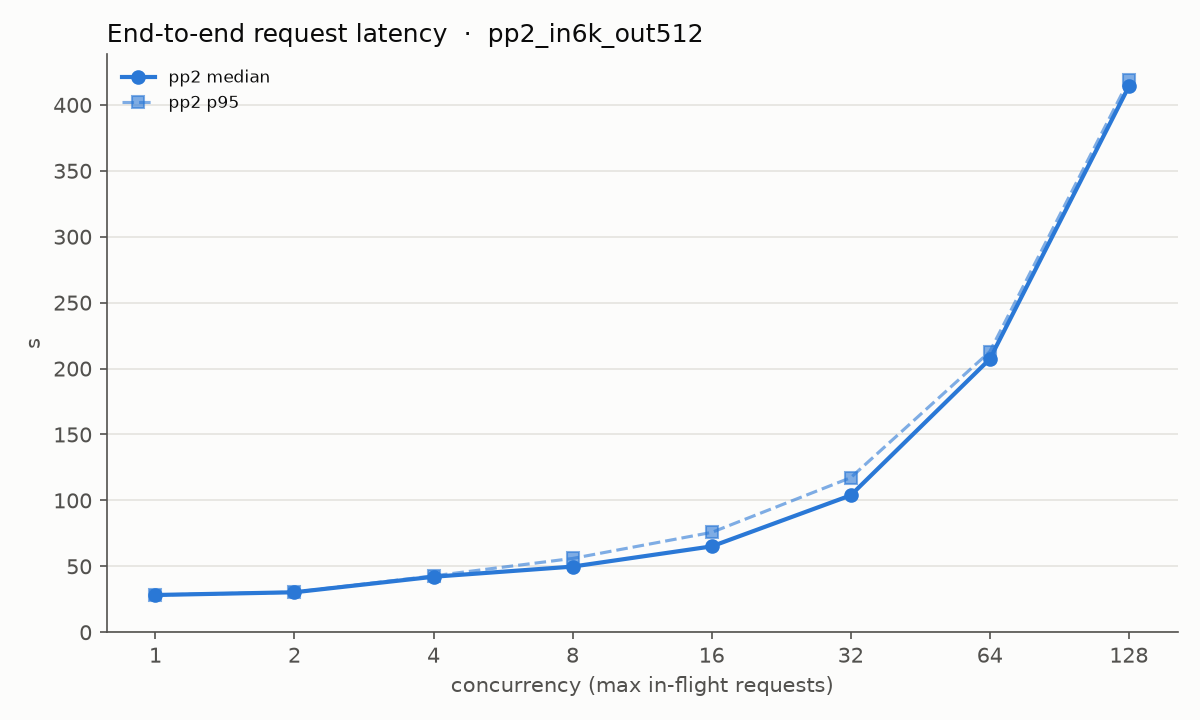 End-to-end request latency · pp2_in6k_out512
pp2 median
pp2 p95
400
350
300
250
200
150
100
50
0
s
1 2 4 8 16 32 64 128
concurrency (max in-flight requests)